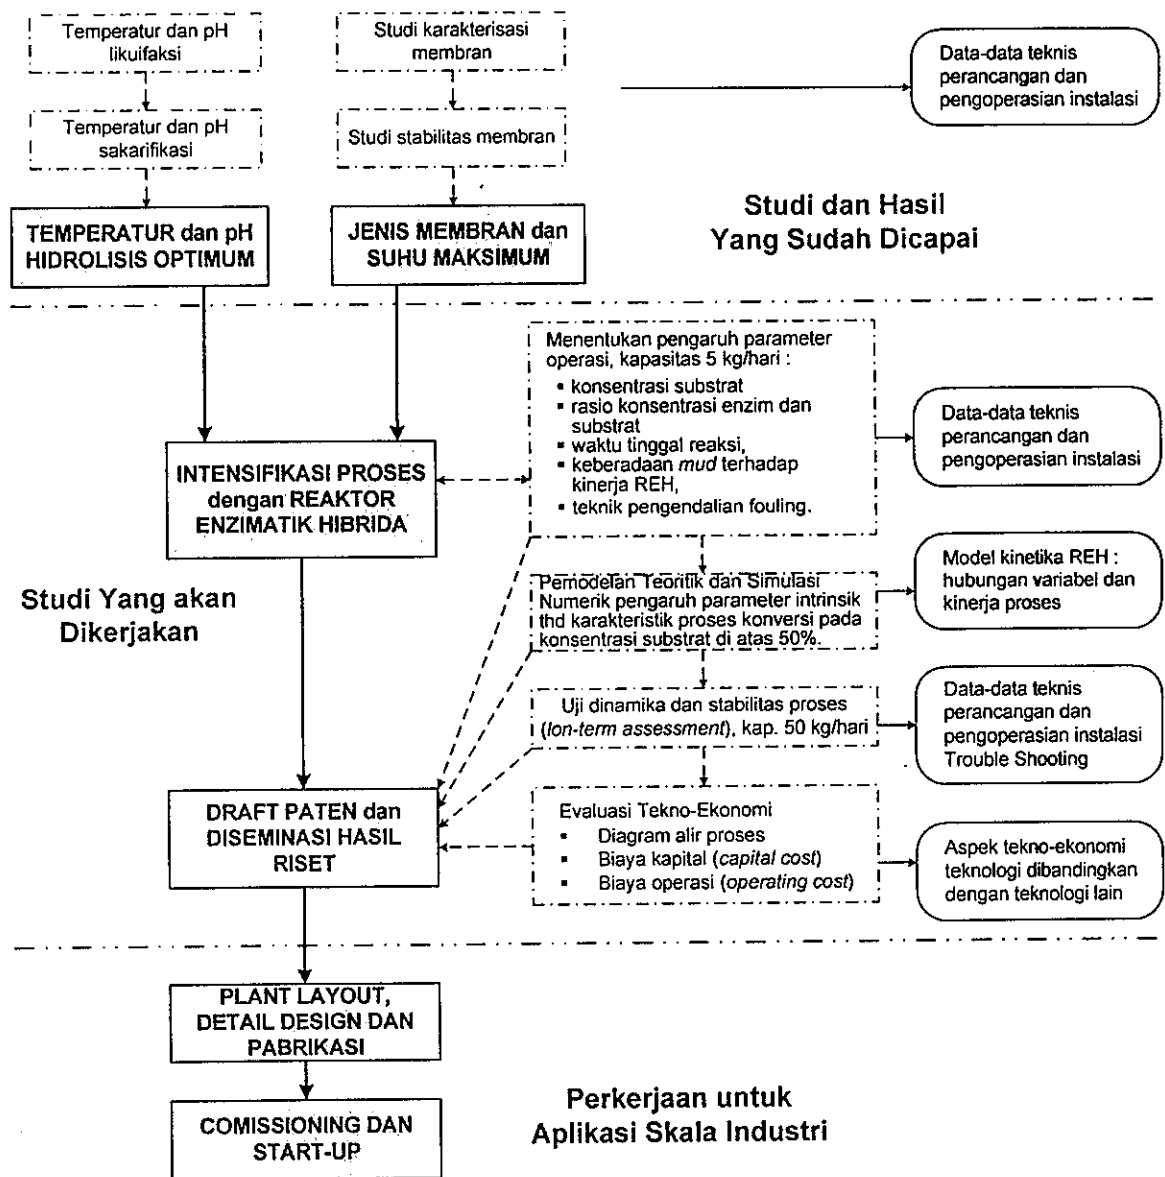 Temperatur dan pH
likuifaksi
Studi karakterisasi
membran
Data-data teknis
perancangan dan
pengoperasian instalasi
Temperatur dan pH
sakarifikasi
Studi stabilitas membran
Studi dan Hasil
Yang Sudah Dicapai
TEMPERATUR dan pH
HIDROLISIS OPTIMUM
JENIS MEMBRAN dan
SUHU MAKSIMUM
Menentukan pengaruh parameter
operasi, kapasitas 5 kg/hari :
▪ konsentrasi substrat
▪ rasio konsentrasi enzim dan
substrat
▪ waktu tinggal reaksi,
▪ keberadaan mud terhadap
kinerja REH,
▪ teknik pengendalian fouling.
Data-data teknis
perancangan dan
pengoperasian instalasi
INTENSIFIKASI PROSES
dengan REAKTOR
ENZIMATIK HIBRIDA
Studi Yang akan
Dikerjakan
Pemodelan Teoritik dan Simulasi
Numerik pengaruh parameter intrinsik
thd karakteristik proses konversi pada
konsentrasi substrat di atas 50%.
Model kinetika REH :
hubungan variabel dan
kinerja proses
Uji dinamika dan stabilitas proses
(lon-term assessment), kap. 50 kg/hari
Data-data teknis
perancangan dan
pengoperasian instalasi
Trouble Shooting
DRAFT PATEN dan
DISEMINASI HASIL
RISET
Evaluasi Tekno-Ekonomi
▪ Diagram alir proses
▪ Biaya kapital (capital cost)
▪ Biaya operasi (operating cost)
Aspek tekno-ekonomi
teknologi dibandingkan
dengan teknologi lain
PLANT LAYOUT,
DETAIL DESIGN DAN
PABRIKASI
COMISSIONING DAN
START-UP
Perkerjaan untuk
Aplikasi Skala Industri